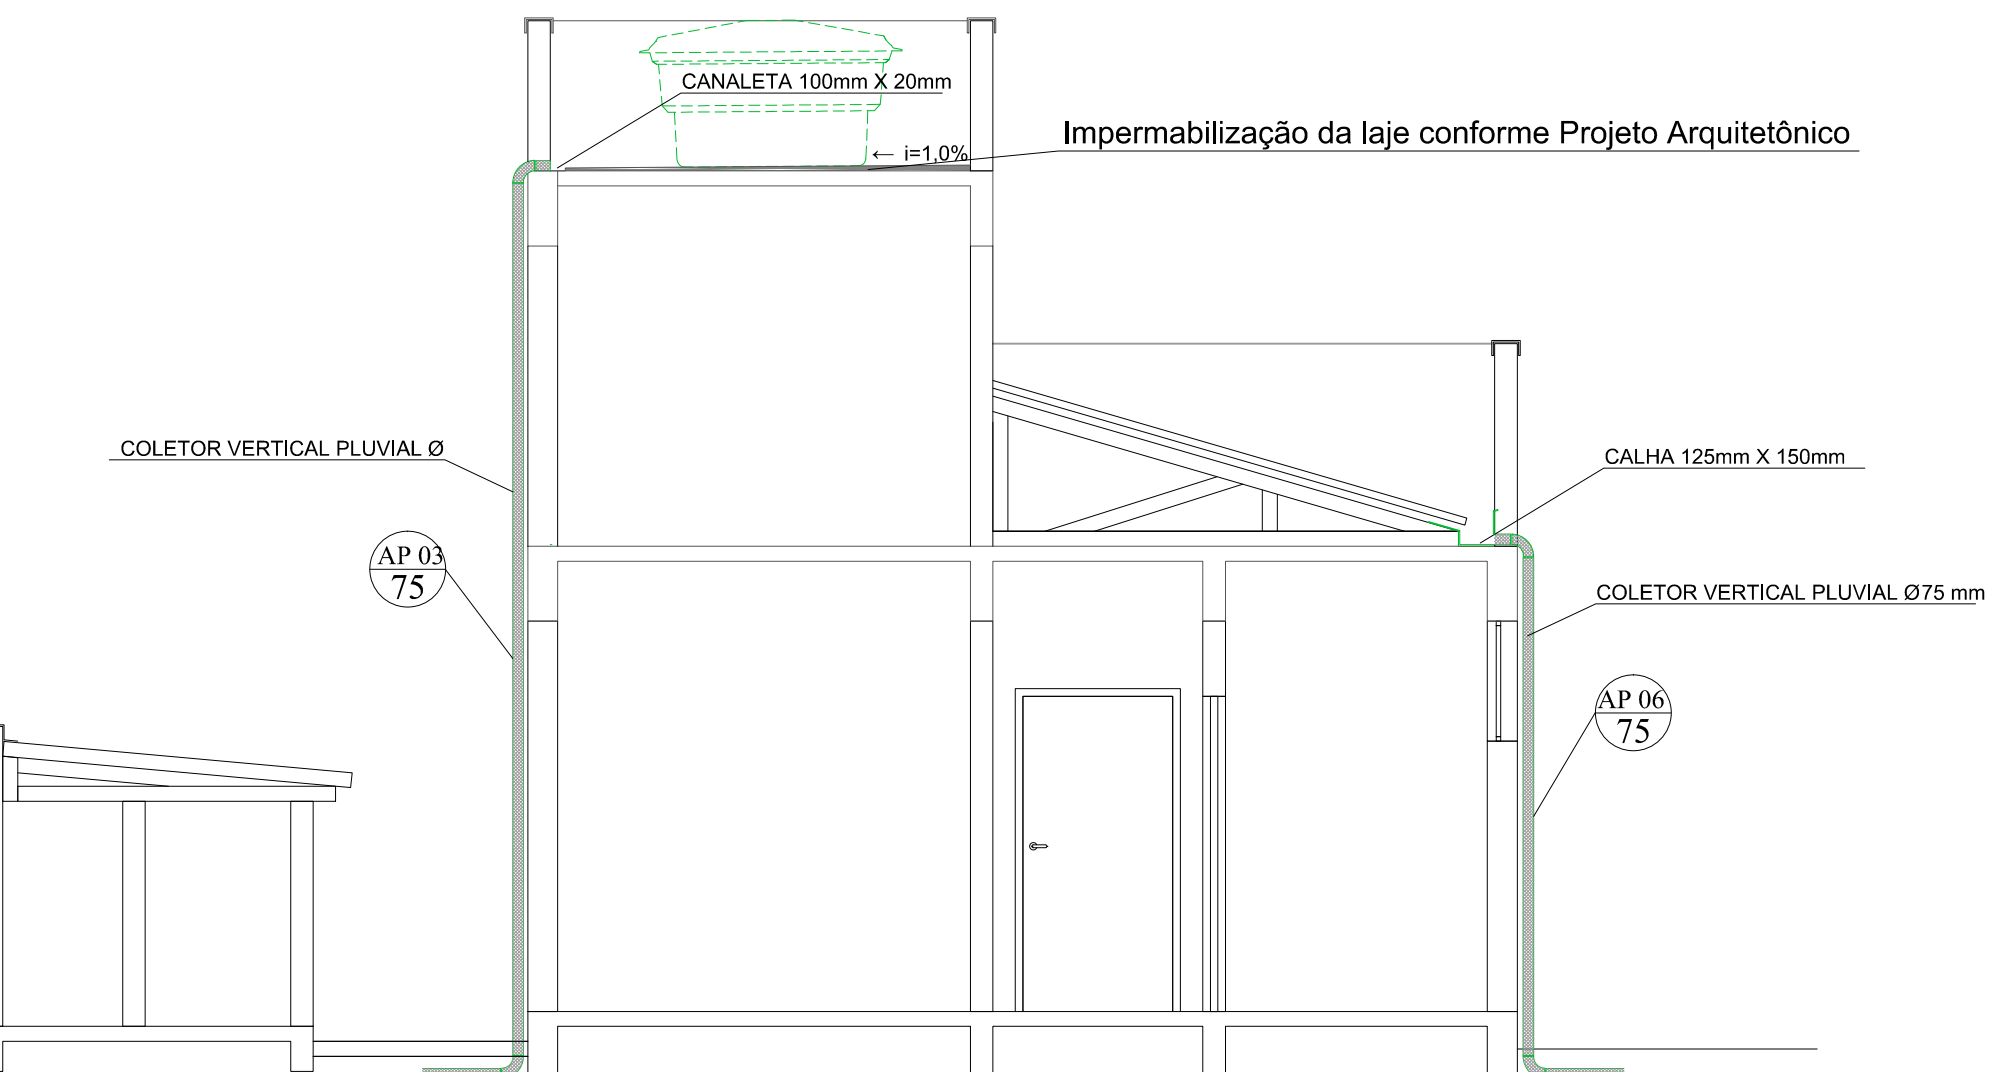 CANALETA 100mm X 20mm
Impermabilização da laje conforme Projeto Arquitetônico
← i=1,0%
COLETOR VERTICAL PLUVIAL Ø
CALHA 125mm X 150mm
AP 03
75
COLETOR VERTICAL PLUVIAL Ø75 mm
AP 06
75